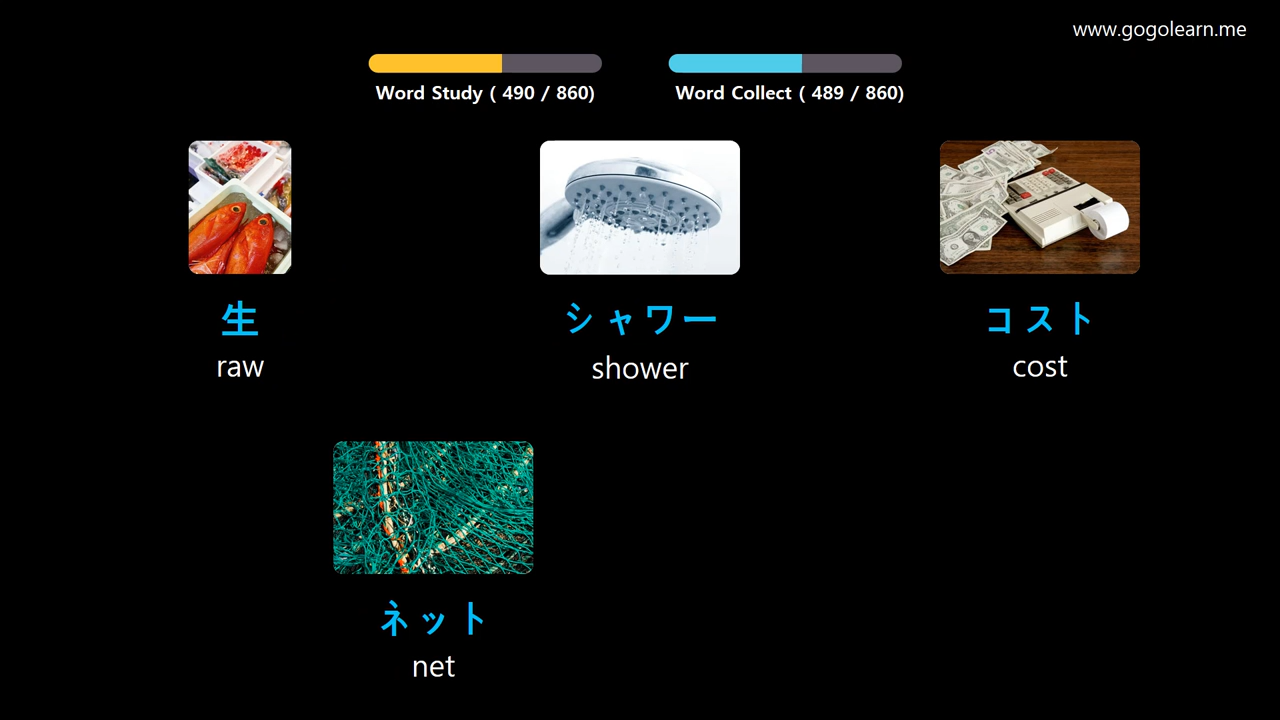 www.gogolearn.me
Word Study ( 490 / 860)
Word Collect ( 489 / 860)
生
raw
シャワー
shower
コスト
cost
ネット
net